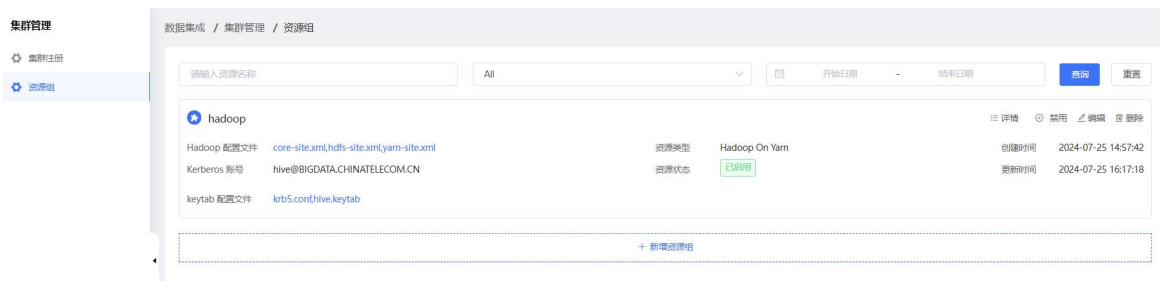 集群管理
集群注册
资源组
数据集成 / 集群管理 / 资源组
请输入资源名称 All 开始日期 - 结束日期 查询 重置
hadoop 详情 禁用 编辑 删除
Hadoop 配置文件 core-site.xml,hdfs-site.xml,yarn-site.xml 资源类型 Hadoop On Yarn 创建时间 2024-07-25 14:57:42
Kerberos 账号 hive@BIGDATA.CHINATELECOM.CN 资源状态 已启用 更新时间 2024-07-25 16:17:18
keytab 配置文件 krb5.conf,hive.keytab
+ 新增资源组